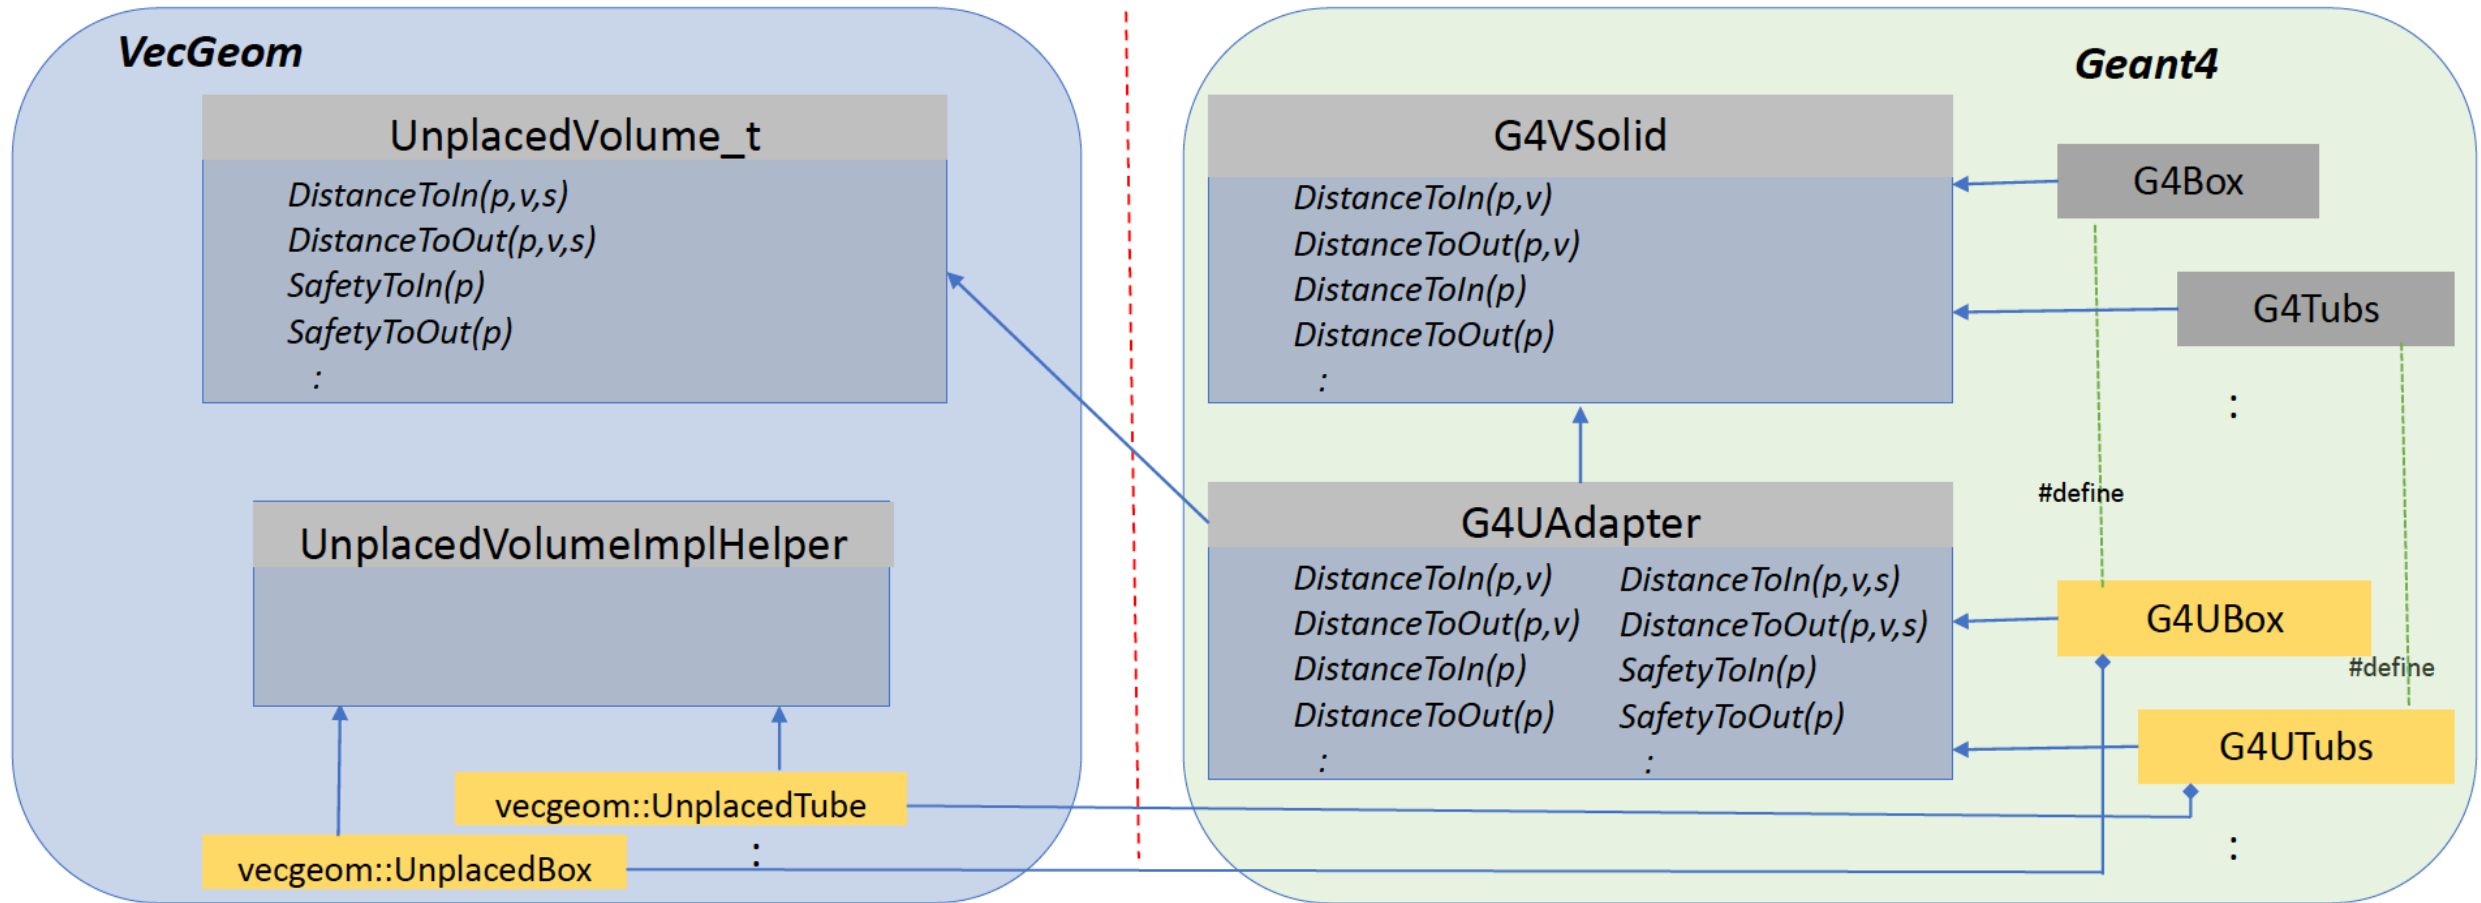 VecGeom
UnplacedVolume_t
DistanceToIn(p,v,s)
DistanceToOut(p,v,s)
SafetyToIn(p)
SafetyToOut(p)
:
UnplacedVolumeImplHelper
vecgeom::UnplacedTube
vecgeom::UnplacedBox
:
Geant4
G4VSolid
DistanceToIn(p,v)
DistanceToOut(p,v)
DistanceToIn(p)
DistanceToOut(p)
:
G4Box
G4Tubs
:
#define
G4UAdapter
DistanceToIn(p,v) DistanceToIn(p,v,s)
DistanceToOut(p,v) DistanceToOut(p,v,s)
DistanceToIn(p) SafetyToIn(p)
DistanceToOut(p) SafetyToOut(p)
: :
G4UBox
#define
G4UTubs
: